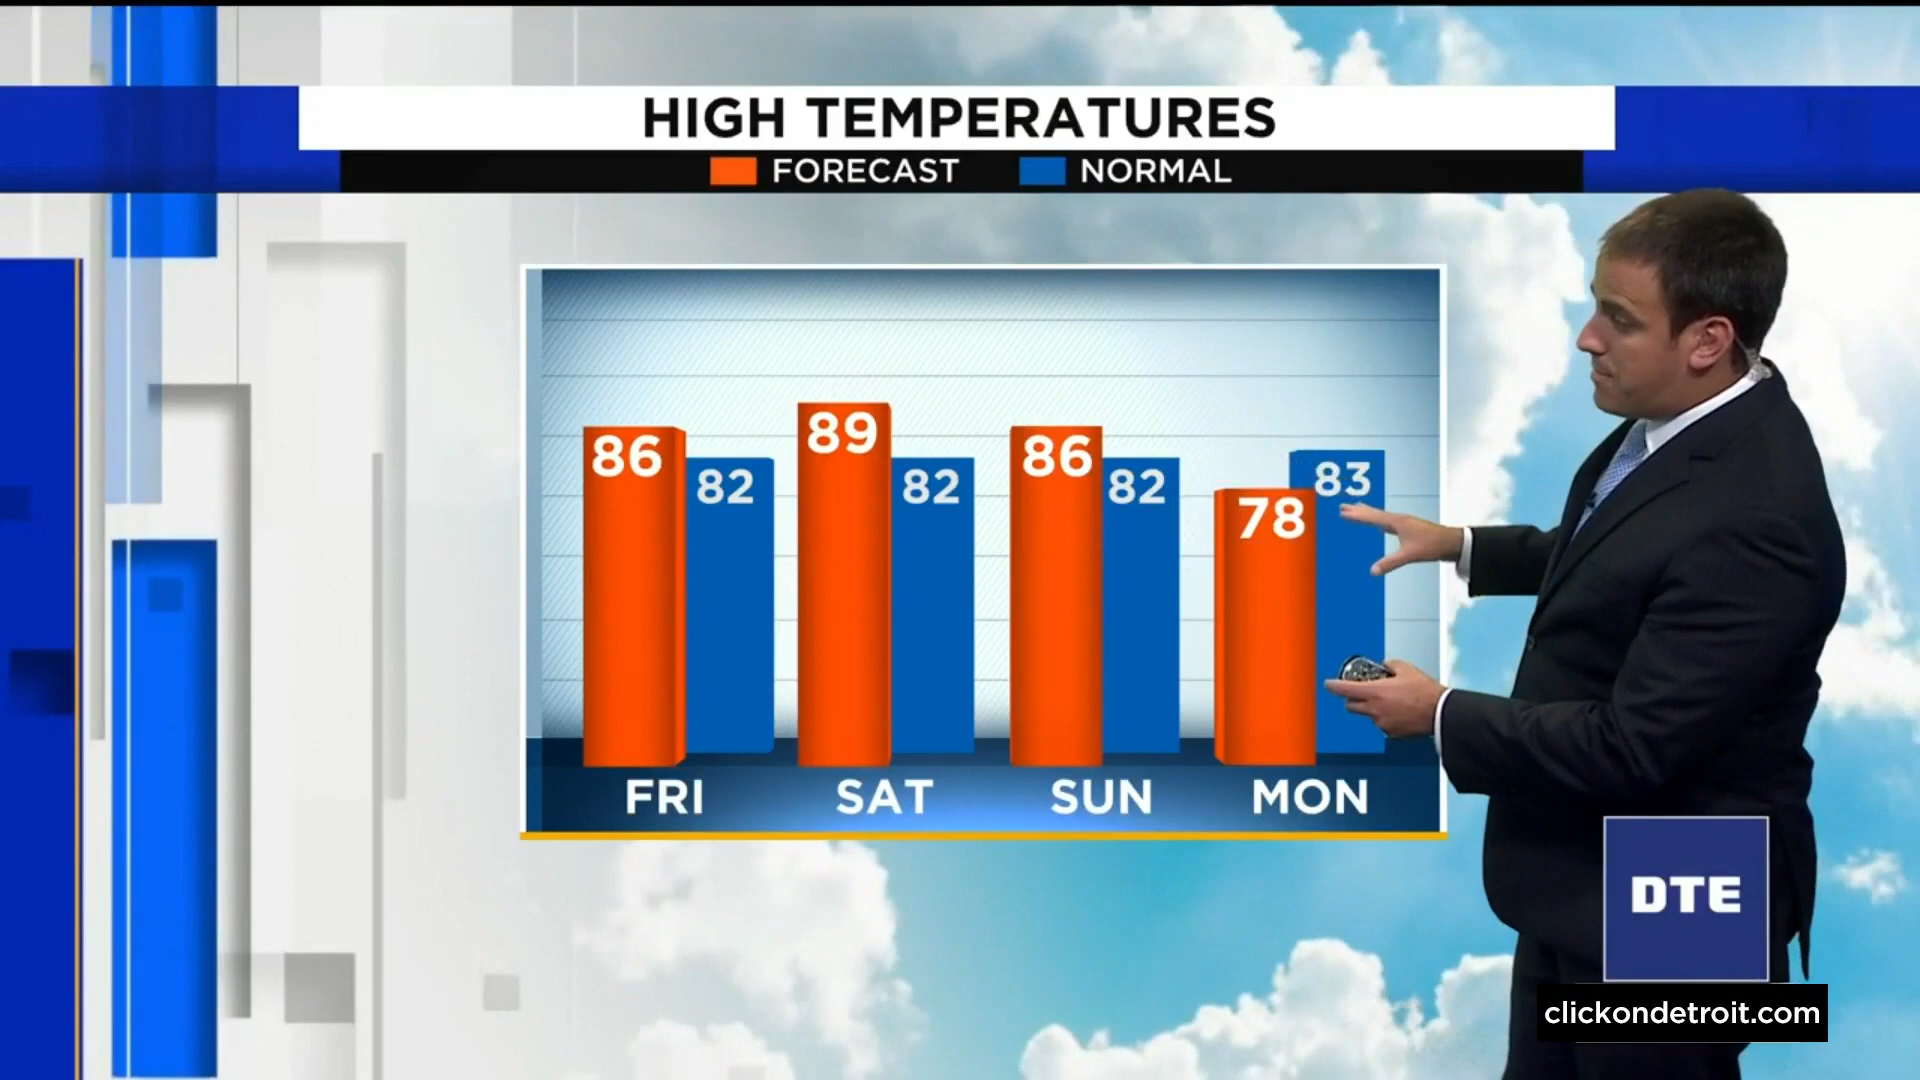 HIGH TEMPERATURES
FORECAST NORMAL
86 82 89 82 86 82 78 83
FRI SAT SUN MON
DTE
clickondetroit.com